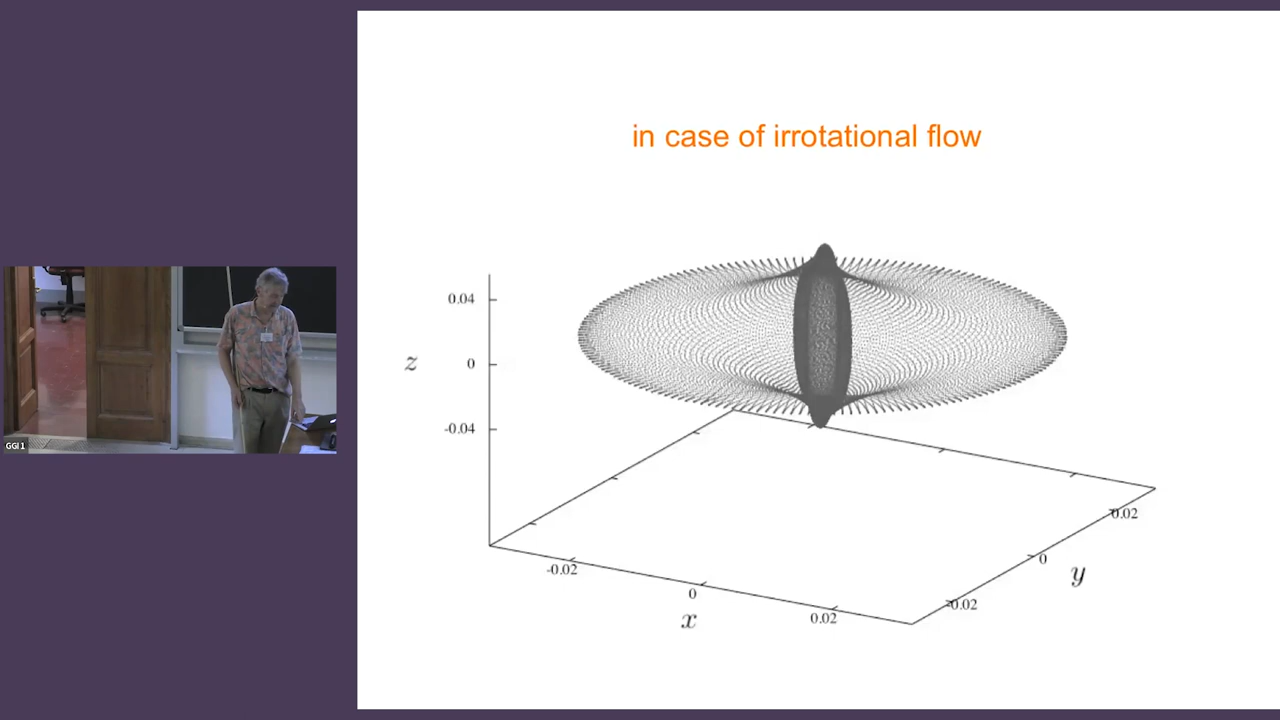 in case of irrotational flow
0.04
z
0
-0.04
-0.02
0
0.02
x
-0.02
0
0.02
y
GGI 1